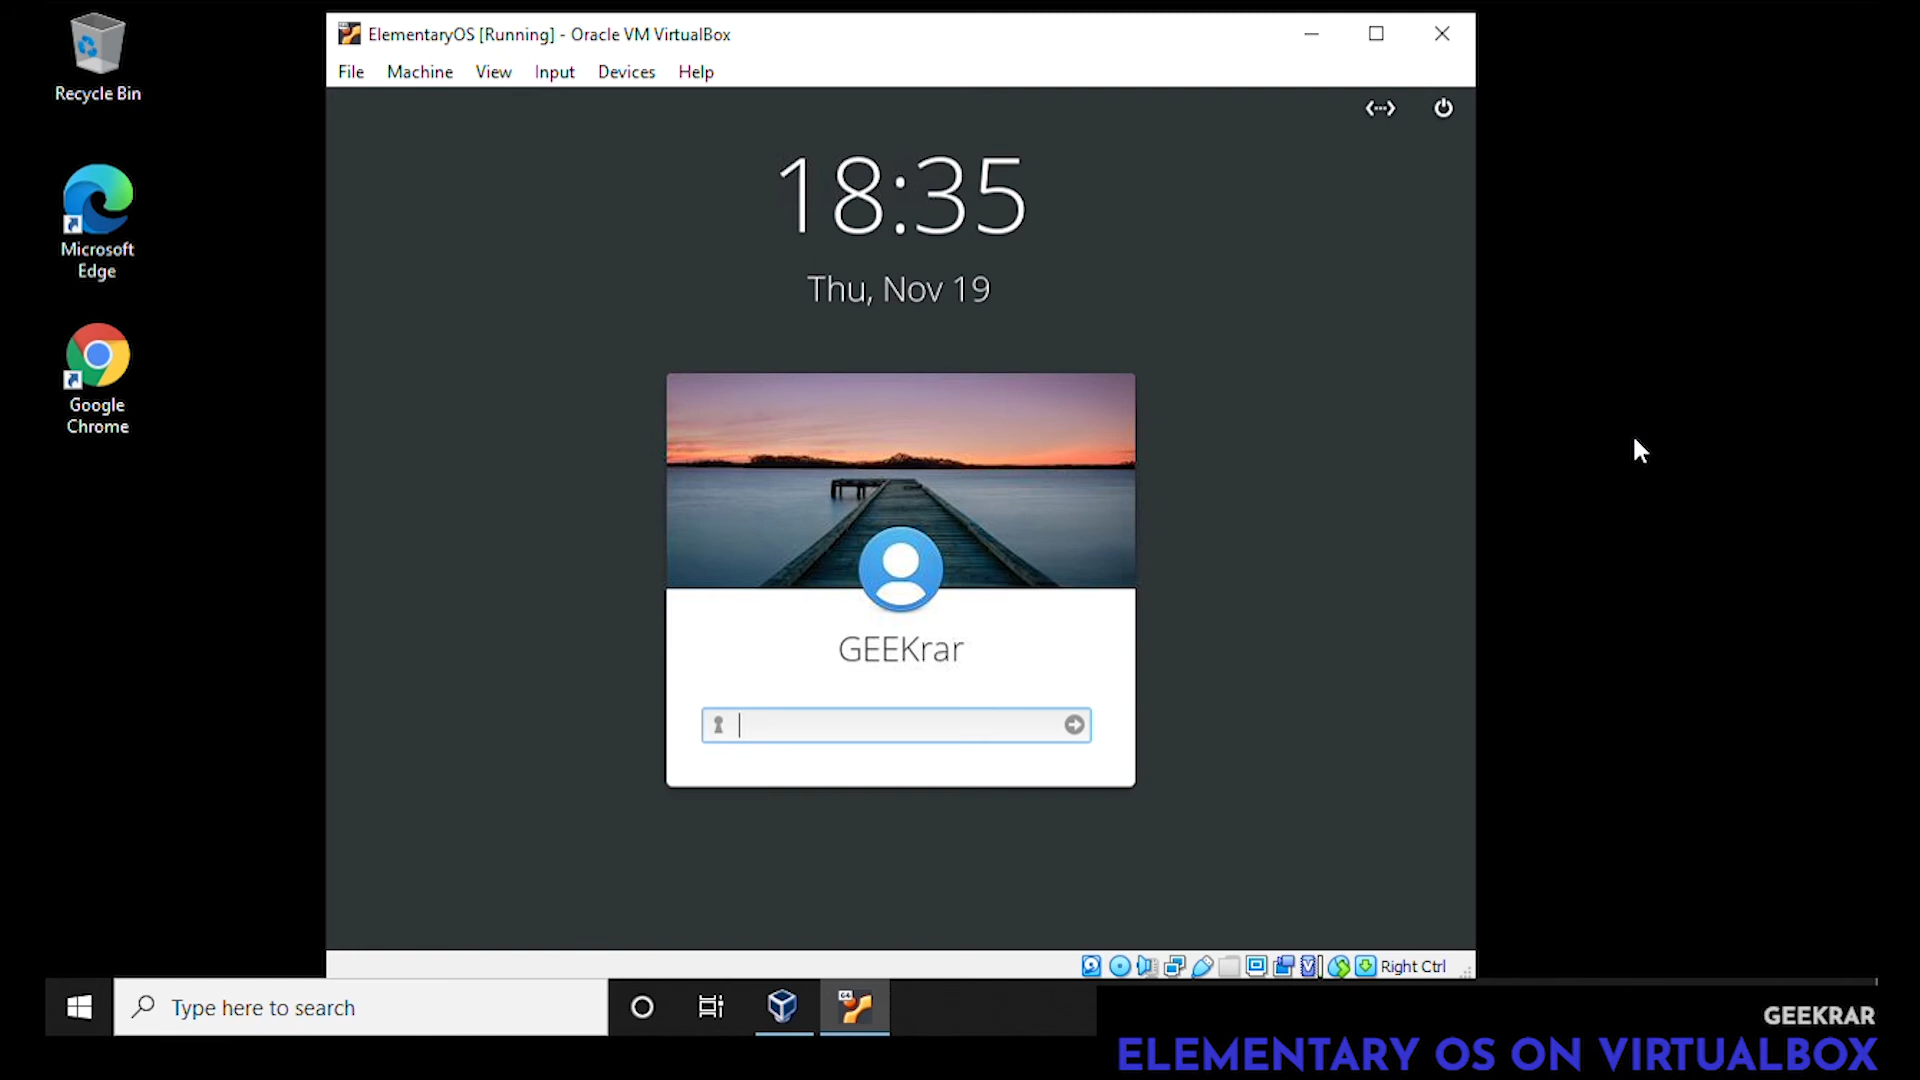 Recycle Bin
Microsoft
Edge
Google
Chrome
ElementaryOS [Running] - Oracle VM VirtualBox
File Machine View Input Devices Help
18:35
Thu, Nov 19
GEEKrar
Right Ctrl
Type here to search
64
GEEKRAR
ELEMENTARY OS ON VIRTUALBOX